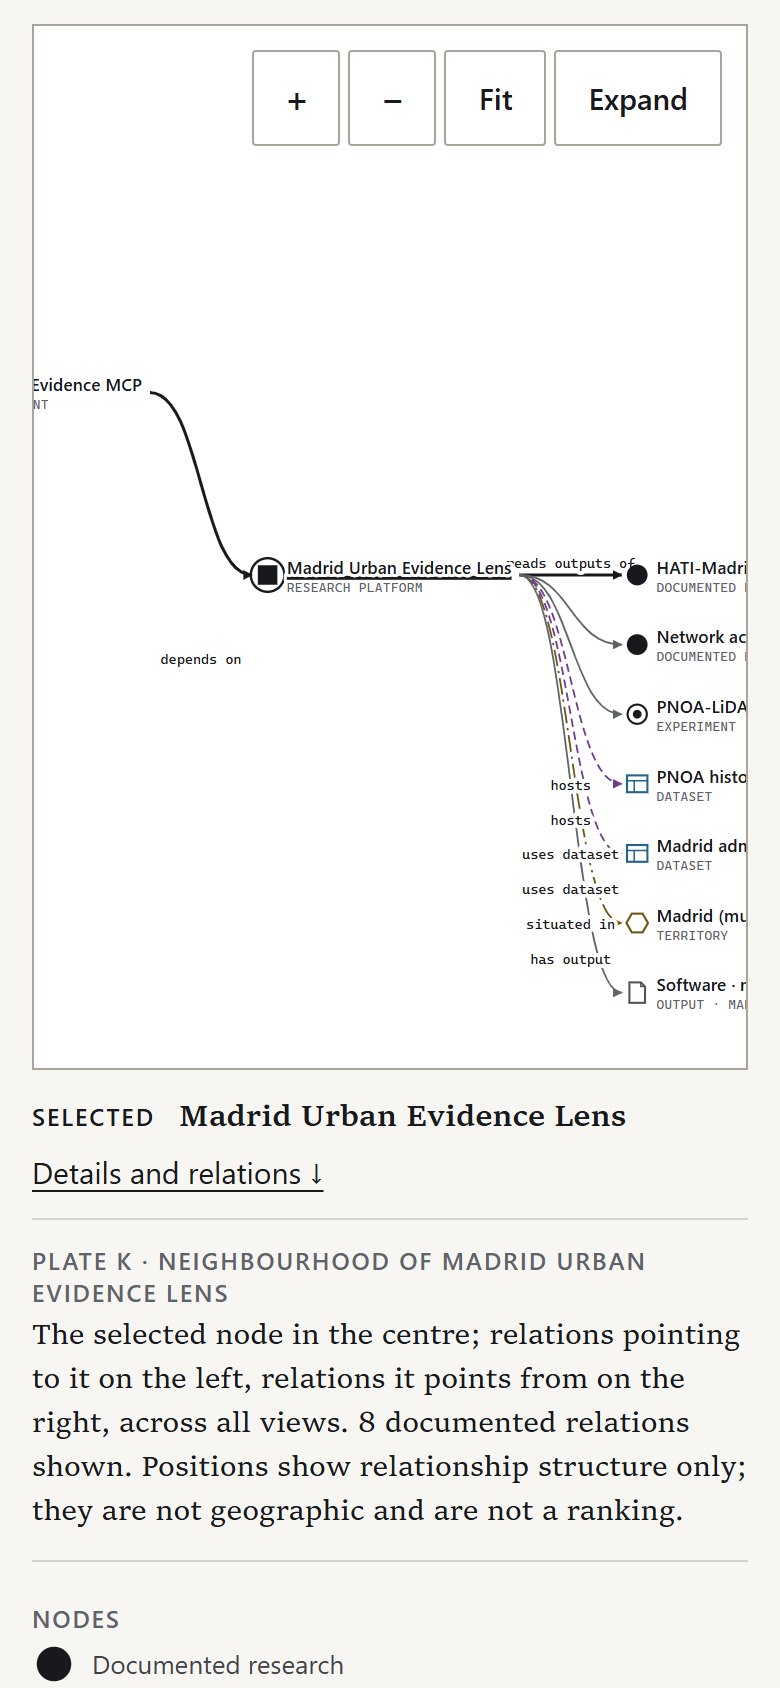 + − Fit Expand
Evidence MCP
NT
Madrid Urban Evidence Lens
RESEARCH PLATFORM
reads outputs of
HATI-Madri
DOCUMENTED
depends on
Network ac
DOCUMENTED
PNOA-LiDA
EXPERIMENT
PNOA histo
DATASET
hosts
hosts
Madrid adm
DATASET
uses dataset
uses dataset
Madrid (mu
TERRITORY
situated in
has output
Software ·
OUTPUT · MA
SELECTED Madrid Urban Evidence Lens
Details and relations ↓
PLATE K · NEIGHBOURHOOD OF MADRID URBAN
EVIDENCE LENS
The selected node in the centre; relations pointing
to it on the left, relations it points from on the
right, across all views. 8 documented relations
shown. Positions show relationship structure only;
they are not geographic and are not a ranking.
NODES
Documented research